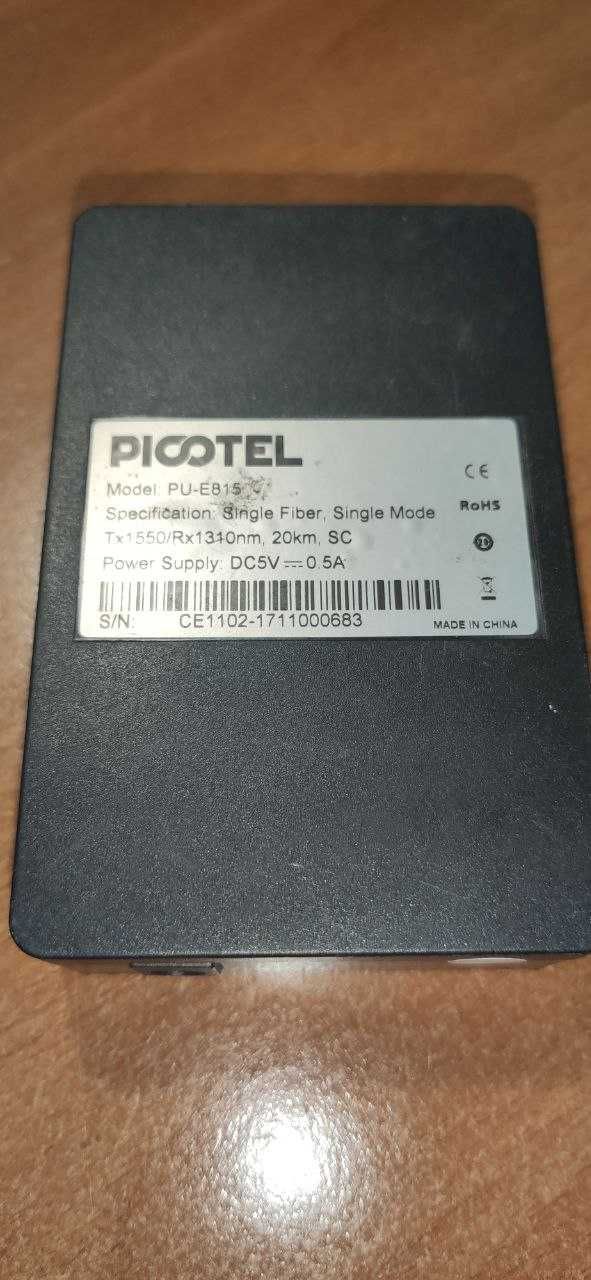 PICOTEL
Model: PU-E815
Specification: Single Fiber, Single Mode
Tx1550/Rx1310nm, 20km, SC
Power Supply: DC5V⎓0.5A
S/N: CE1102-1711000683
CE
RoHS
MADE IN CHINA